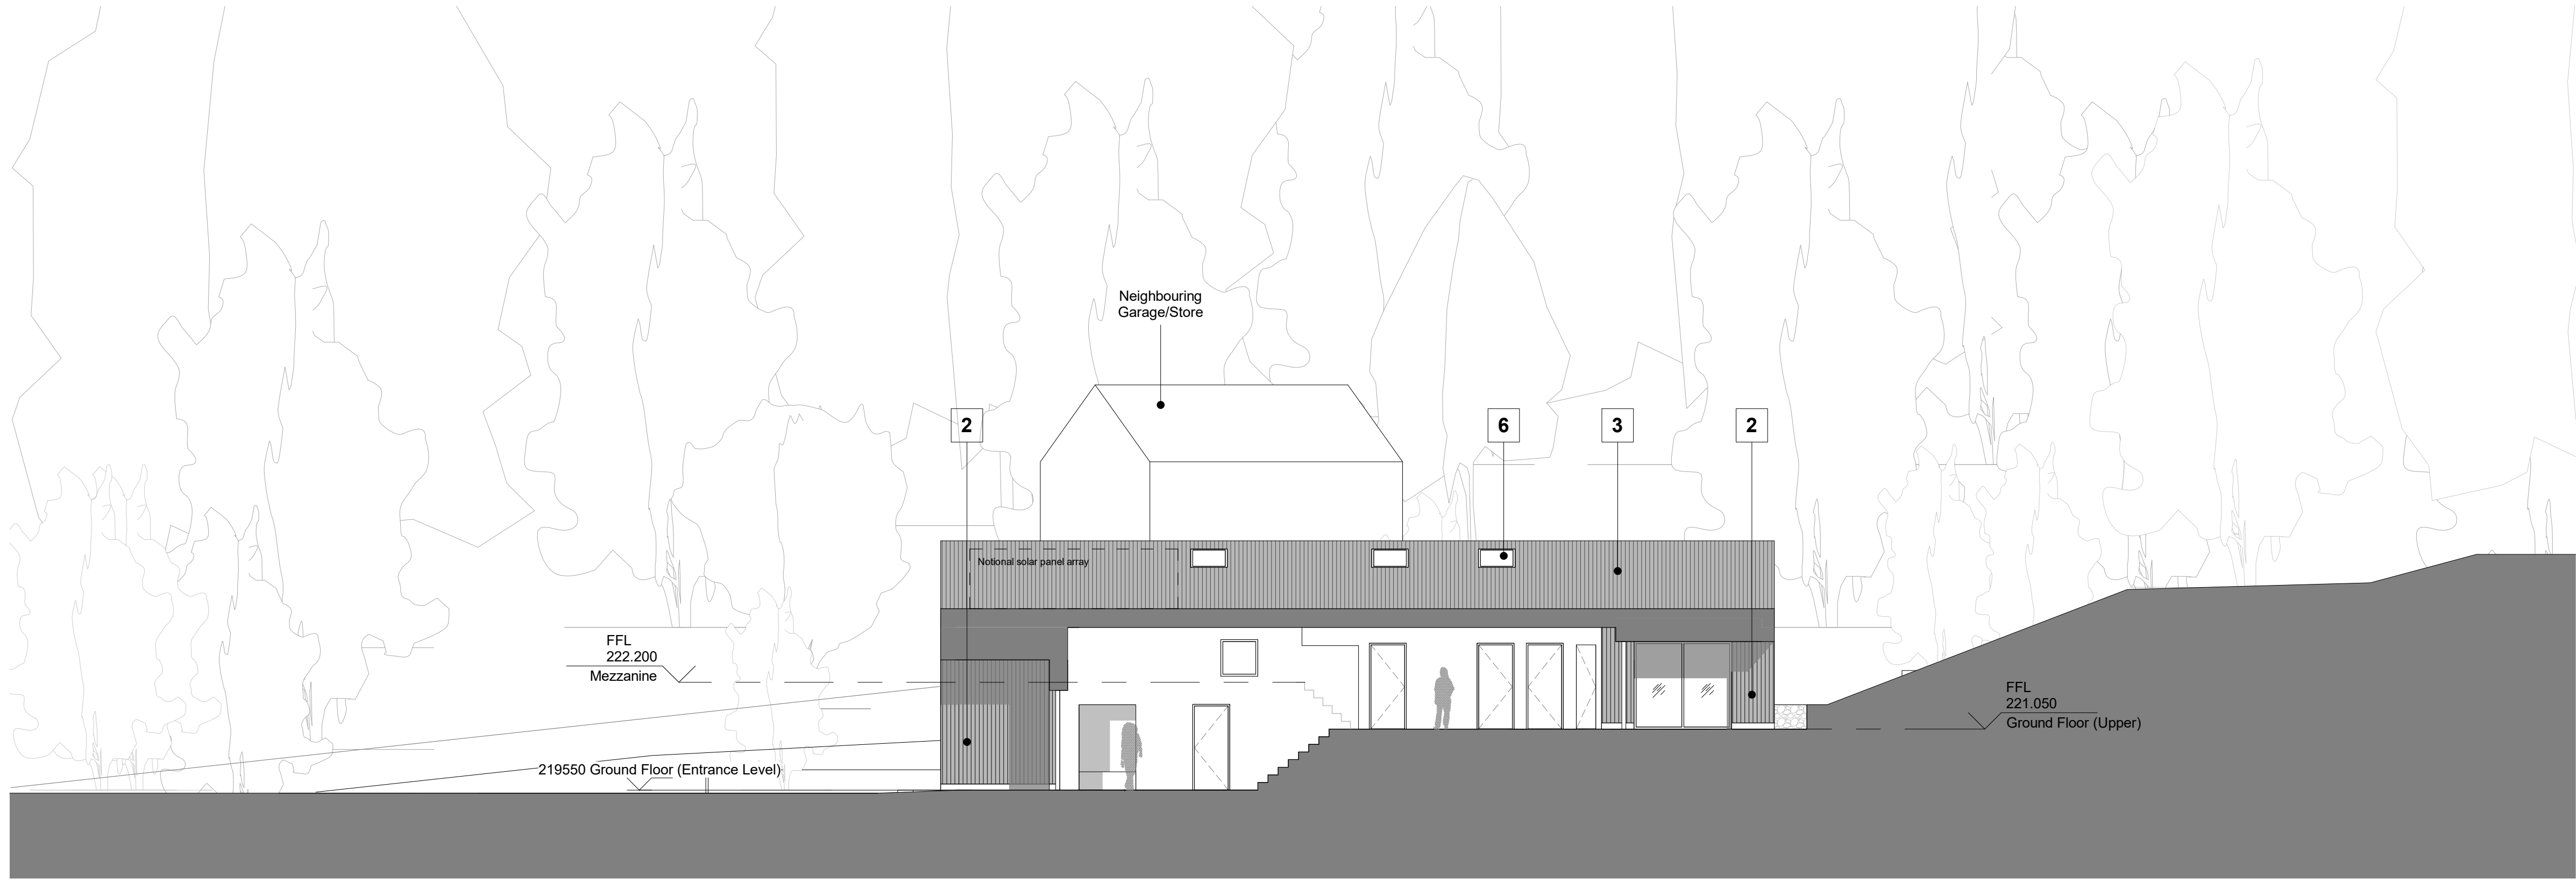 Neighbouring
Garage/Store
2
6
3
2
Notional solar panel array
FFL
222.200
Mezzanine
FFL
221.050
Ground Floor (Upper)
219550 Ground Floor (Entrance Level)